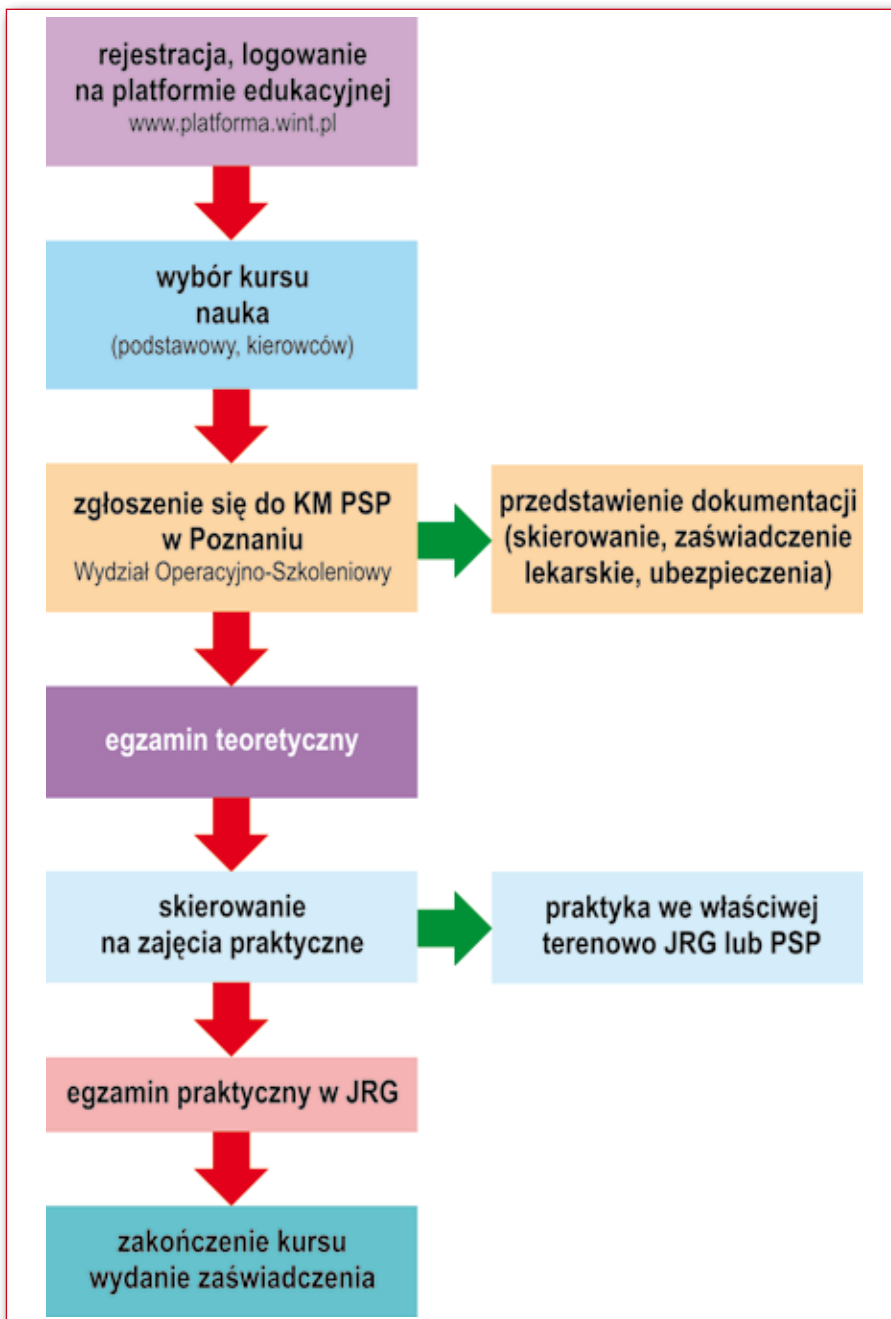 rejestracja, logowanie
na platformie edukacyjnej
www.platforma.wint.pl
wybór kursu
nauka
(podstawowy, kierowców)
zgłoszenie się do KM PSP
w Poznaniu
Wydział Operacyjno-Szkoleniowy
przedstawienie dokumentacji
(skierowanie, zaświadczenie
lekarskie, ubezpieczenia)
egzamin teoretyczny
skierowanie
na zajęcia praktyczne
praktyka we właściwej
terenowo JRG lub PSP
egzamin praktyczny w JRG
zakończenie kursu
wydanie zaświadczenia